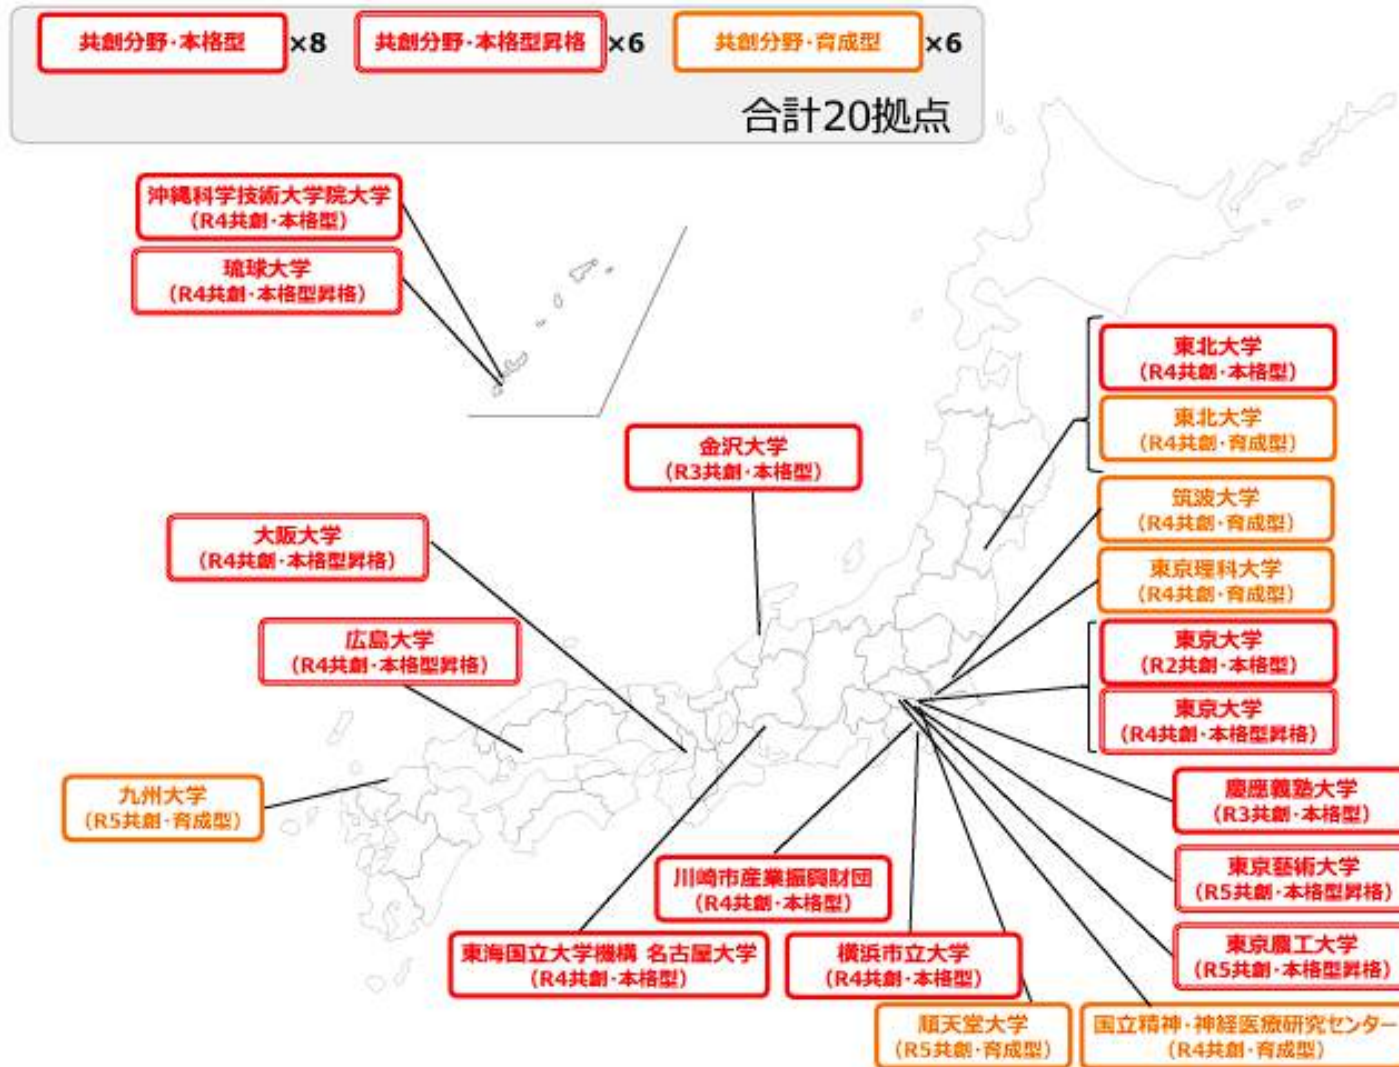 共創分野・本格型 ×8 共創分野・本格型昇格 ×6 共創分野・育成型 ×6
合計20拠点
沖縄科学技術大学院大学
(R4共創・本格型)
琉球大学
(R4共創・本格型昇格)
東北大学
(R4共創・本格型)
東北大学
(R4共創・育成型)
金沢大学
(R3共創・本格型)
筑波大学
(R4共創・育成型)
大阪大学
(R4共創・本格型昇格)
東京理科大学
(R4共創・育成型)
広島大学
(R4共創・本格型昇格)
東京大学
(R2共創・本格型)
東京大学
(R4共創・本格型昇格)
九州大学
(R5共創・育成型)
慶應義塾大学
(R3共創・本格型)
川崎市産業振興財団
(R4共創・本格型)
東京藝術大学
(R5共創・本格型昇格)
東海国立大学機構 名古屋大学
(R4共創・本格型)
横浜市立大学
(R4共創・本格型)
東京農工大学
(R5共創・本格型昇格)
順天堂大学
(R5共創・育成型)
国立精神・神経医療研究センター
(R4共創・育成型)